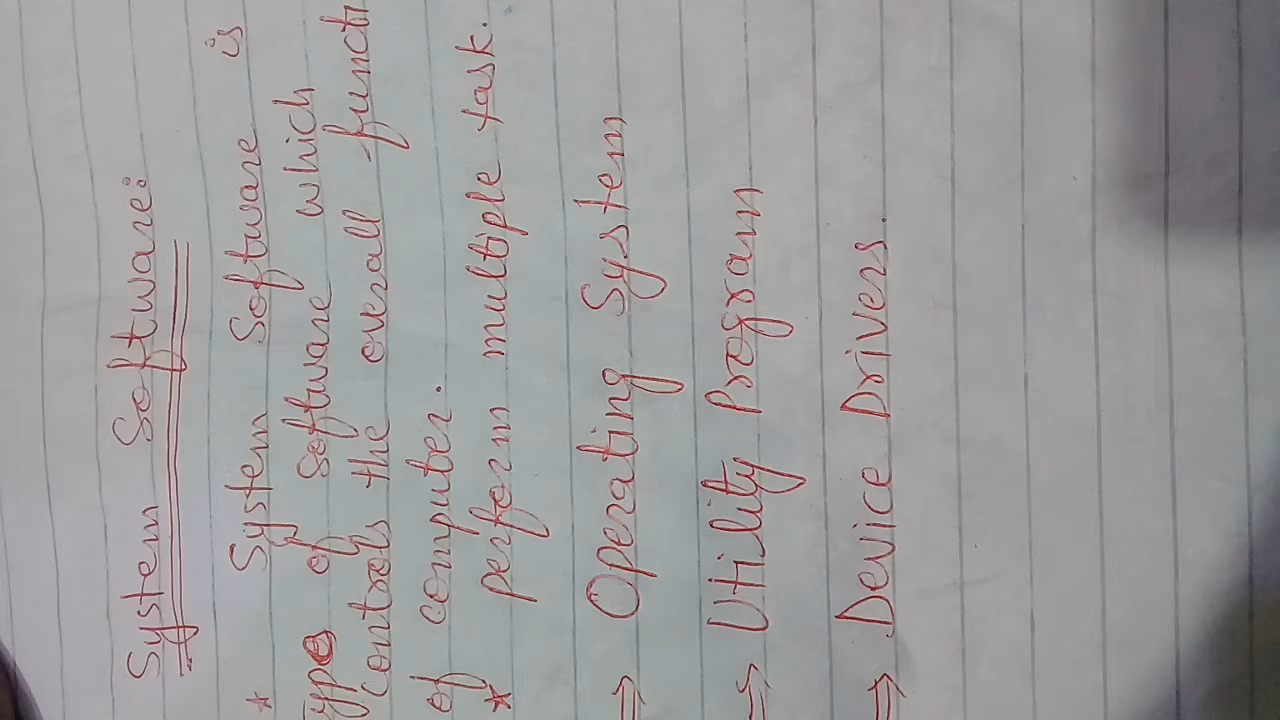 System Software:
* System Software is
Types of Software which
Controls the overall functi
of computer.
* perform multiple task.
⇒ Operating System
⇒ Utility Program
⇒ Device Drivers.